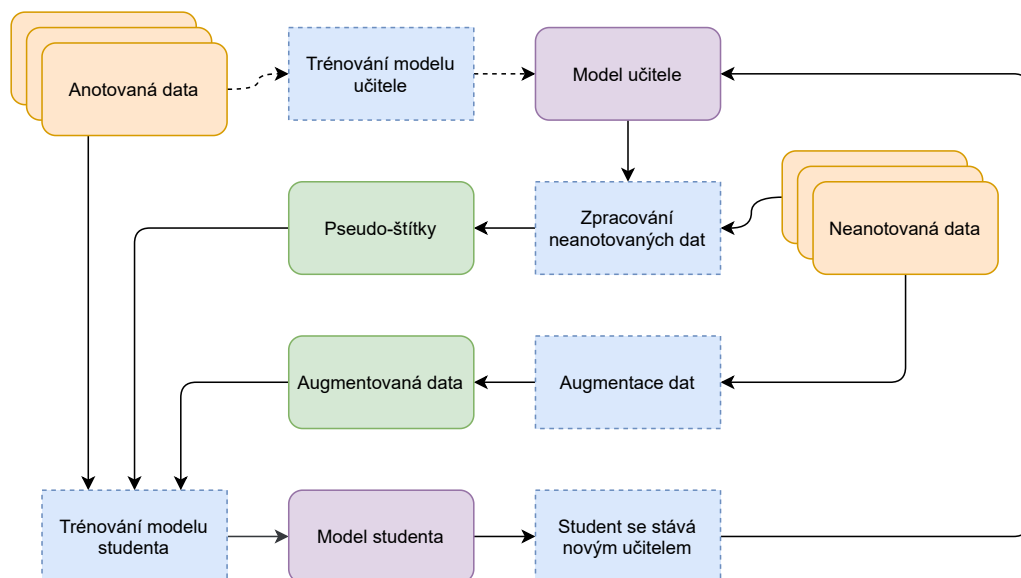 Anotovaná data
Trénování modelu
učitele
Model učitele
Pseudo-štítky
Zpracování
neanotovaných dat
Neanotovaná data
Augmentovaná data
Augmentace dat
Trénování modelu
studenta
Model studenta
Student se stává
novým učitelem